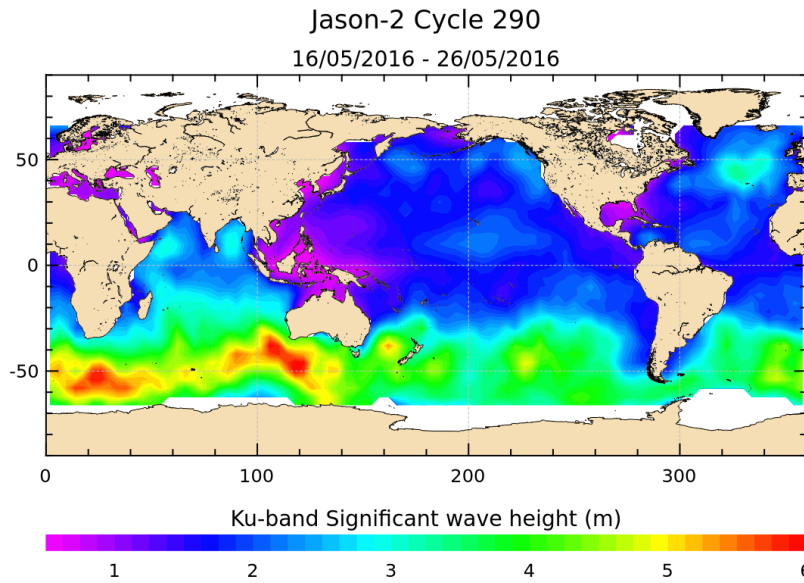 Jason-2 Cycle 290
16/05/2016 - 26/05/2016
50
0
-50
0 100 200 300
Ku-band Significant wave height (m)
1 2 3 4 5 6